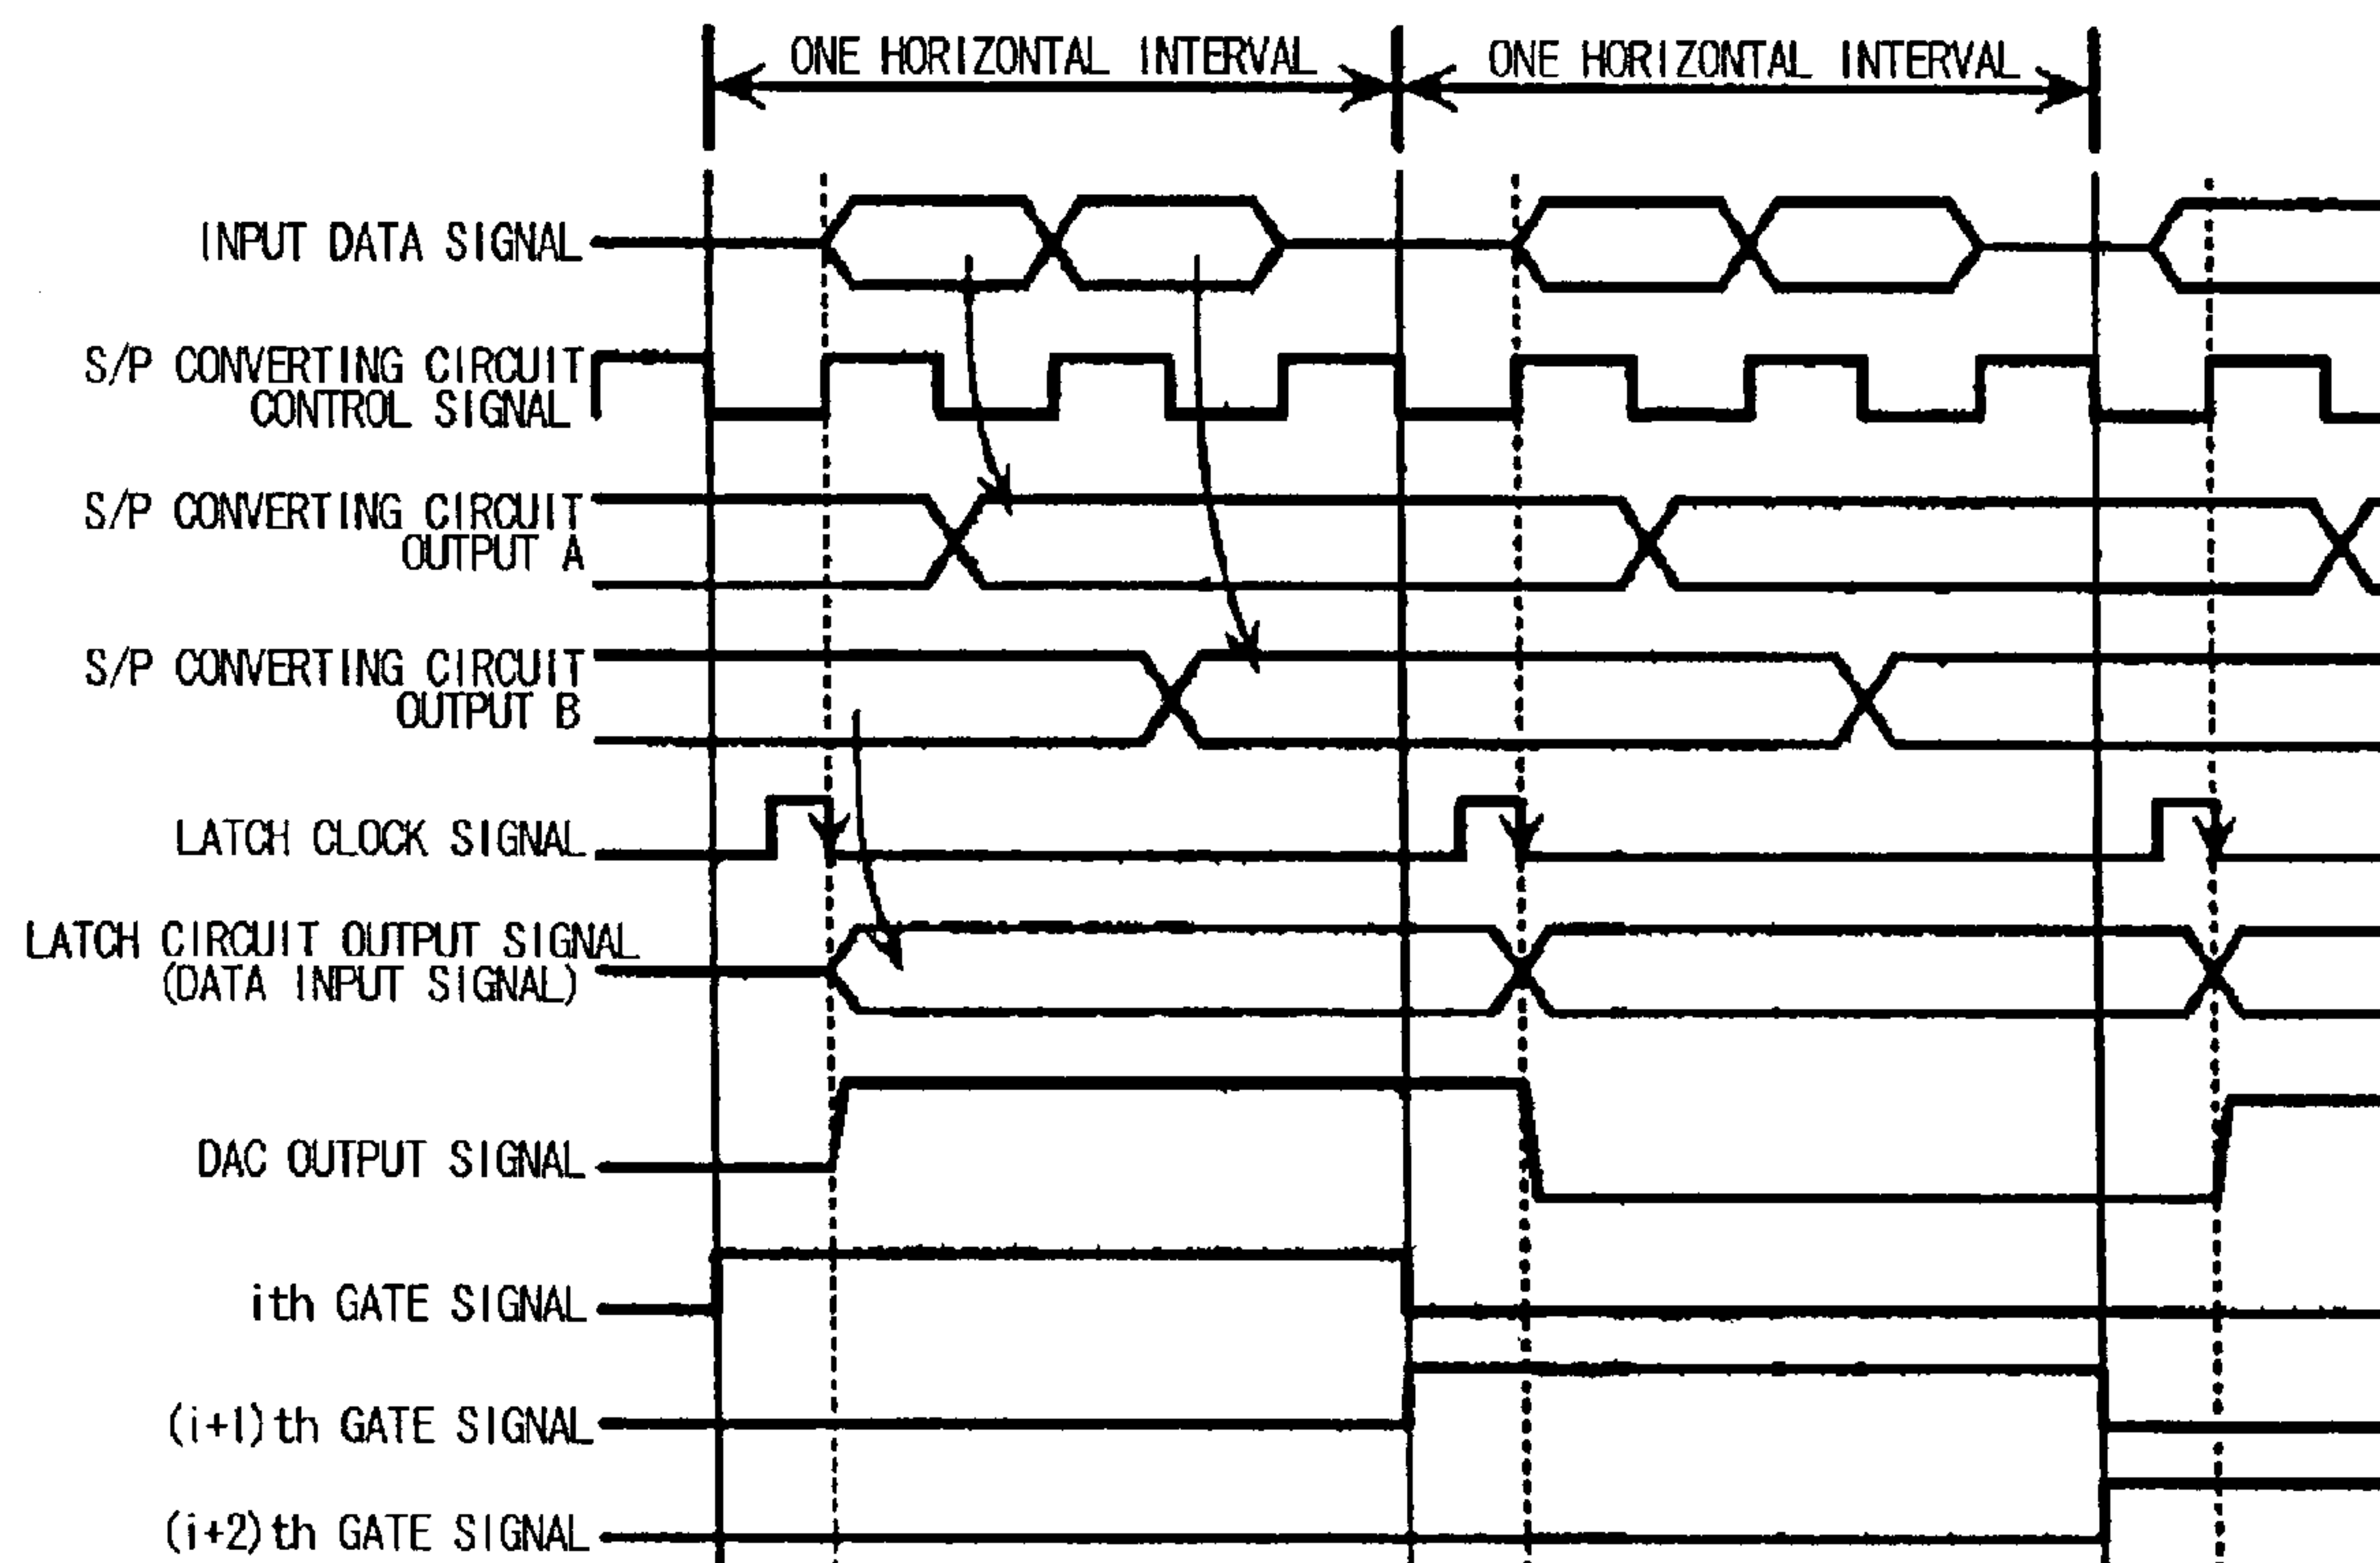 ONE HORIZONTAL INTERVAL
ONE HORIZONTAL INTERVAL
INPUT DATA SIGNAL
S/P CONVERTING CIRCUIT
CONTROL SIGNAL
S/P CONVERTING CIRCUIT
OUTPUT A
S/P CONVERTING CIRCUIT
OUTPUT B
LATCH CLOCK SIGNAL
LATCH CIRCUIT OUTPUT SIGNAL
(DATA INPUT SIGNAL)
DAC OUTPUT SIGNAL
ith GATE SIGNAL
(i+1)th GATE SIGNAL
(i+2)th GATE SIGNAL